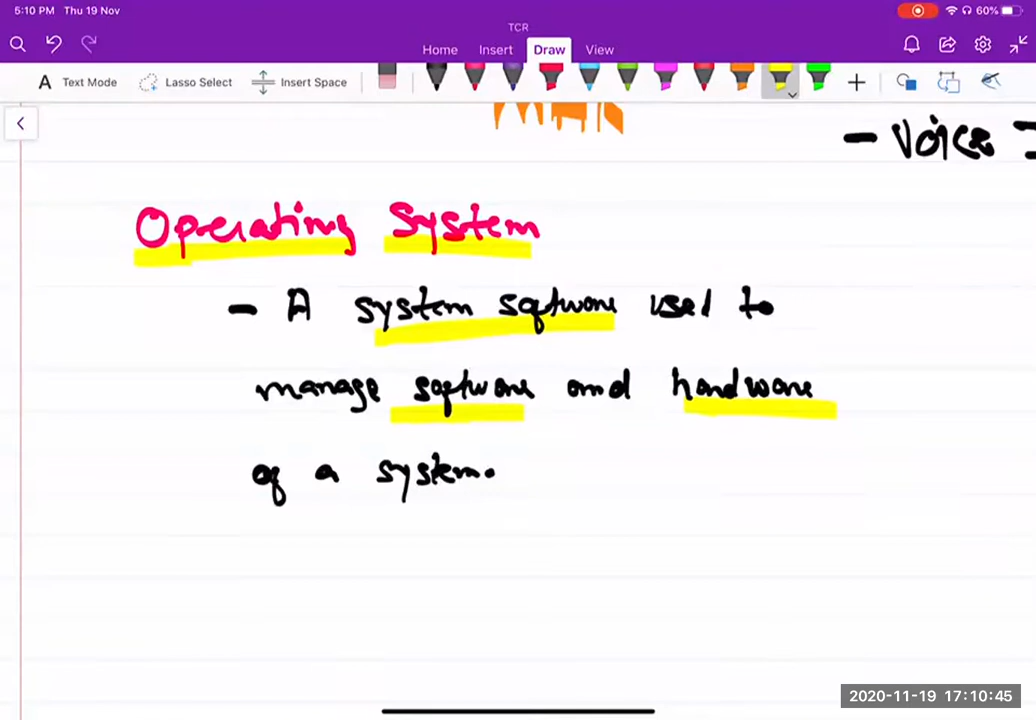 5:10 PM Thu 19 Nov
60%
TCR
Home Insert Draw View
A Text Mode Lasso Select Insert Space
- Voice
Operating System
- A system software used to
manage software and hardware
of a system.
2020-11-19 17:10:45